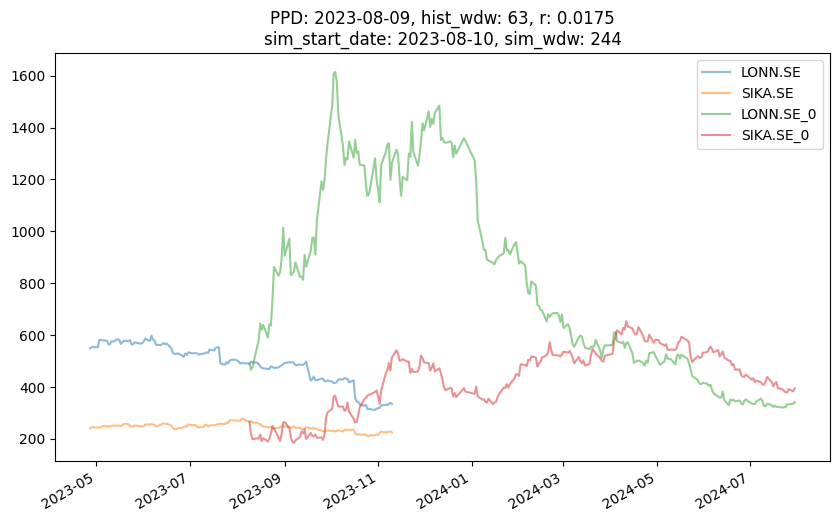 PPD: 2023-08-09, hist_wdw: 63, r: 0.0175
sim_start_date: 2023-08-10, sim_wdw: 244
LONN.SE
SIKA.SE
LONN.SE_0
SIKA.SE_0
1600
1400
1200
1000
800
600
400
200
2023-05
2023-07
2023-09
2023-11
2024-01
2024-03
2024-05
2024-07